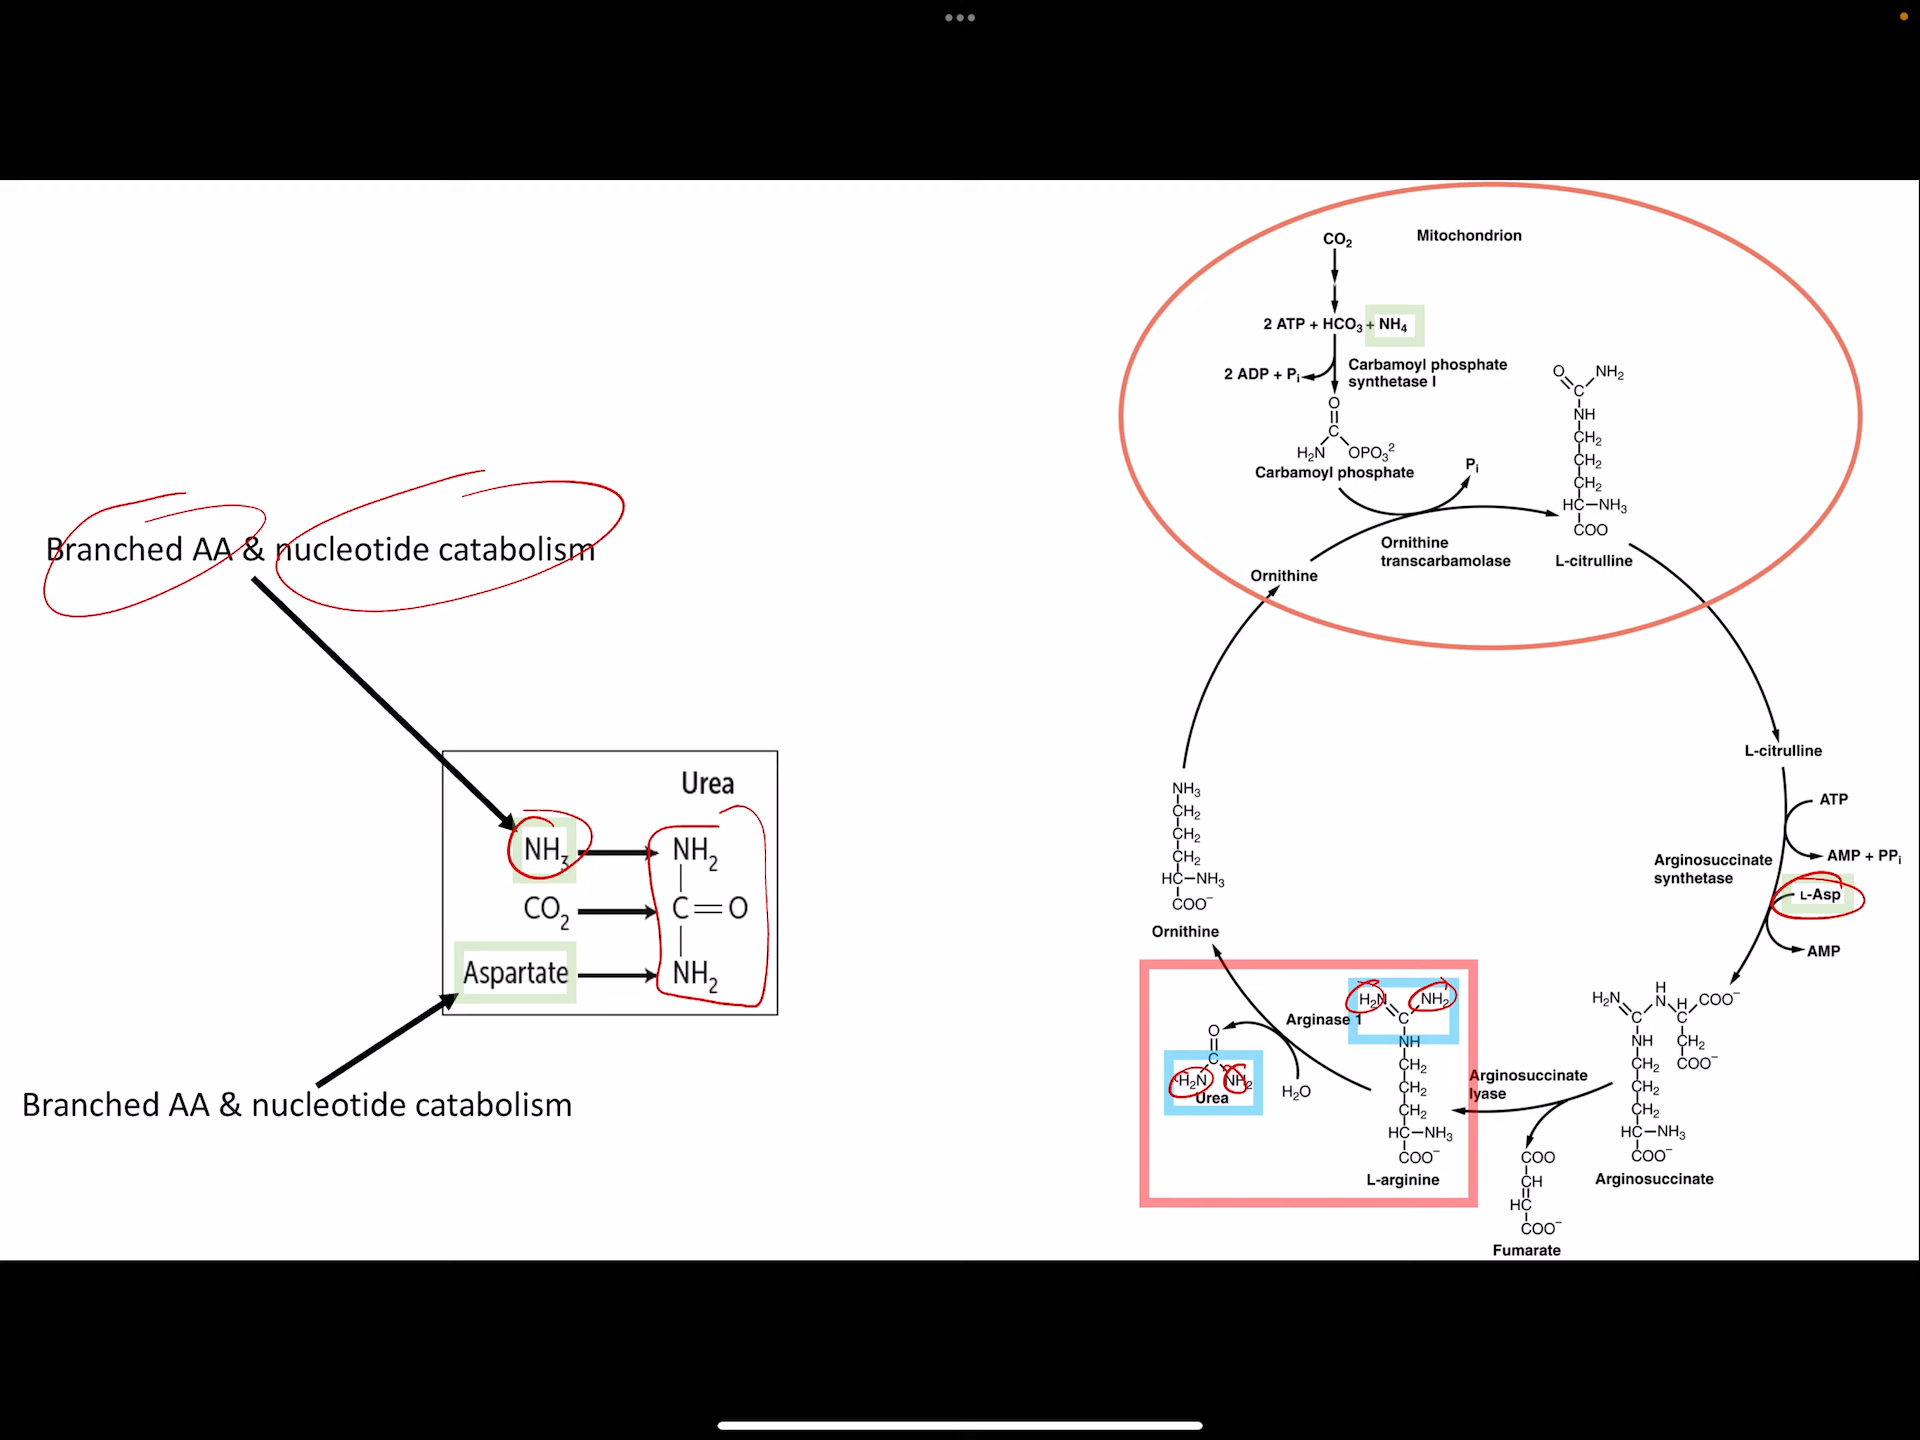 Branched AA & nucleotide catabolism
Urea
NH₃ NH₂
CO₂ C=O
Aspartate NH₂
Branched AA & nucleotide catabolism
CO₂
Mitochondrion
2 ATP + HCO₃ + NH₄
Carbamoyl phosphate
synthetase I
2 ADP + Pᵢ
O
C
H₂N OPO₃²
Carbamoyl phosphate
Pᵢ
O NH₂
C
NH
CH₂
CH₂
CH₂
HC—NH₃
COO
L-citrulline
Ornithine
transcarbamolase
Ornithine
L-citrulline
ATP
AMP + PPᵢ
Arginosuccinate
synthetase
L-Asp
AMP
NH₃
CH₂
CH₂
CH₂
HC—NH₃
COO⁻
Ornithine
H₂N NH₂
C
NH
CH₂
CH₂
CH₂
HC—NH₃
COO⁻
L-arginine
Arginase 1
O
C
H₂N NH₂
Urea
H₂O
Arginosuccinate
lyase
H
H₂N N H COO⁻
C C
NH CH₂
CH₂ COO⁻
CH₂
CH₂
HC—NH₃
COO⁻
Arginosuccinate
COO
CH
HC
COO⁻
Fumarate